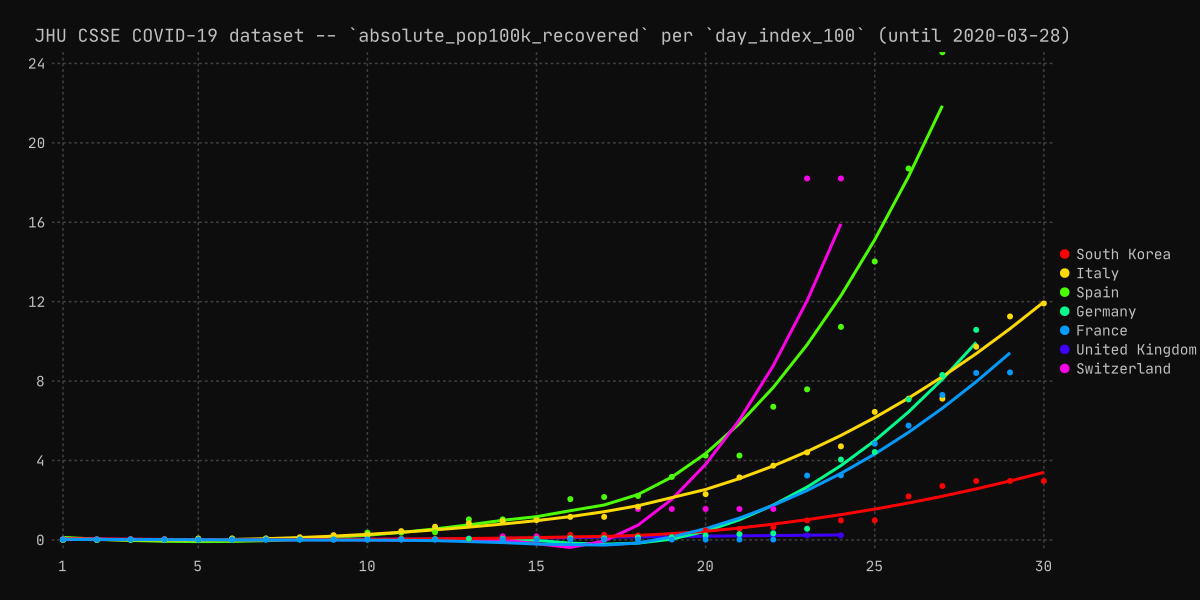 JHU CSSE COVID-19 dataset -- `absolute_pop100k_recovered` per `day_index_100` (until 2020-03-28)
24
20
16
12
8
4
0
1 5 10 15 20 25 30
South Korea
Italy
Spain
Germany
France
United Kingdom
Switzerland